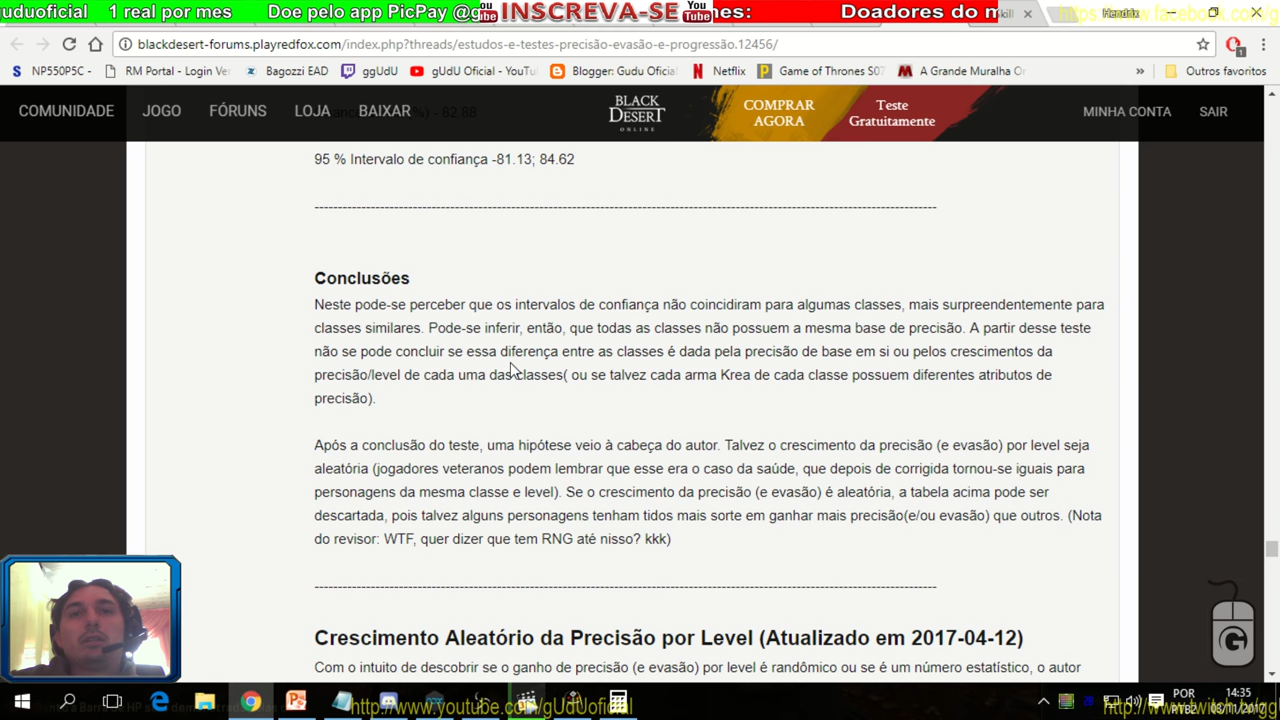 uduoficial 1 real por mes Doe pelo app PicPay @g You Tube INSCREVA-SE You Tube mes: Doadores do m
skill
Hendrix
blackdesert-forums.playredfox.com/index.php?threads/estudos-e-testes-precisão-evasão-e-progressão.12456/
NP550P5C - RM Portal - Login Ve Bagozzi EAD ggUdU gUdU Oficial - YouTu Blogger: Gudu Oficia Netflix Game of Thrones S07 A Grande Muralha Or » Outros favoritos
COMUNIDADE JOGO FÓRUNS LOJA BAIXAR BLACK DESERT ONLINE COMPRAR AGORA Teste Gratuitamente MINHA CONTA SAIR
95 % Intervalo de confiança -81.13; 84.62
Conclusões
Neste pode-se perceber que os intervalos de confiança não coincidiram para algumas classes, mais surpreendentemente para
classes similares. Pode-se inferir, então, que todas as classes não possuem a mesma base de precisão. A partir desse teste
não se pode concluir se essa diferença entre as classes é dada pela precisão de base em si ou pelos crescimentos da
precisão/level de cada uma das classes( ou se talvez cada arma Krea de cada classe possuem diferentes atributos de
precisão).
Após a conclusão do teste, uma hipótese veio à cabeça do autor. Talvez o crescimento da precisão (e evasão) por level seja
aleatória (jogadores veteranos podem lembrar que esse era o caso da saúde, que depois de corrigida tornou-se iguais para
personagens da mesma classe e level). Se o crescimento da precisão (e evasão) é aleatória, a tabela acima pode ser
descartada, pois talvez alguns personagens tenham tidos mais sorte em ganhar mais precisão(e/ou evasão) que outros. (Nota
do revisor: WTF, quer dizer que tem RNG até nisso? kkk)
Crescimento Aleatório da Precisão por Level (Atualizado em 2017-04-12)
Com o intuito de descobrir se o ganho de precisão (e evasão) por level é randômico ou se é um número estatístico, o autor
http://www.youtube.com/gUdUoficial
POR
PTB2
14:35
08/11/2017